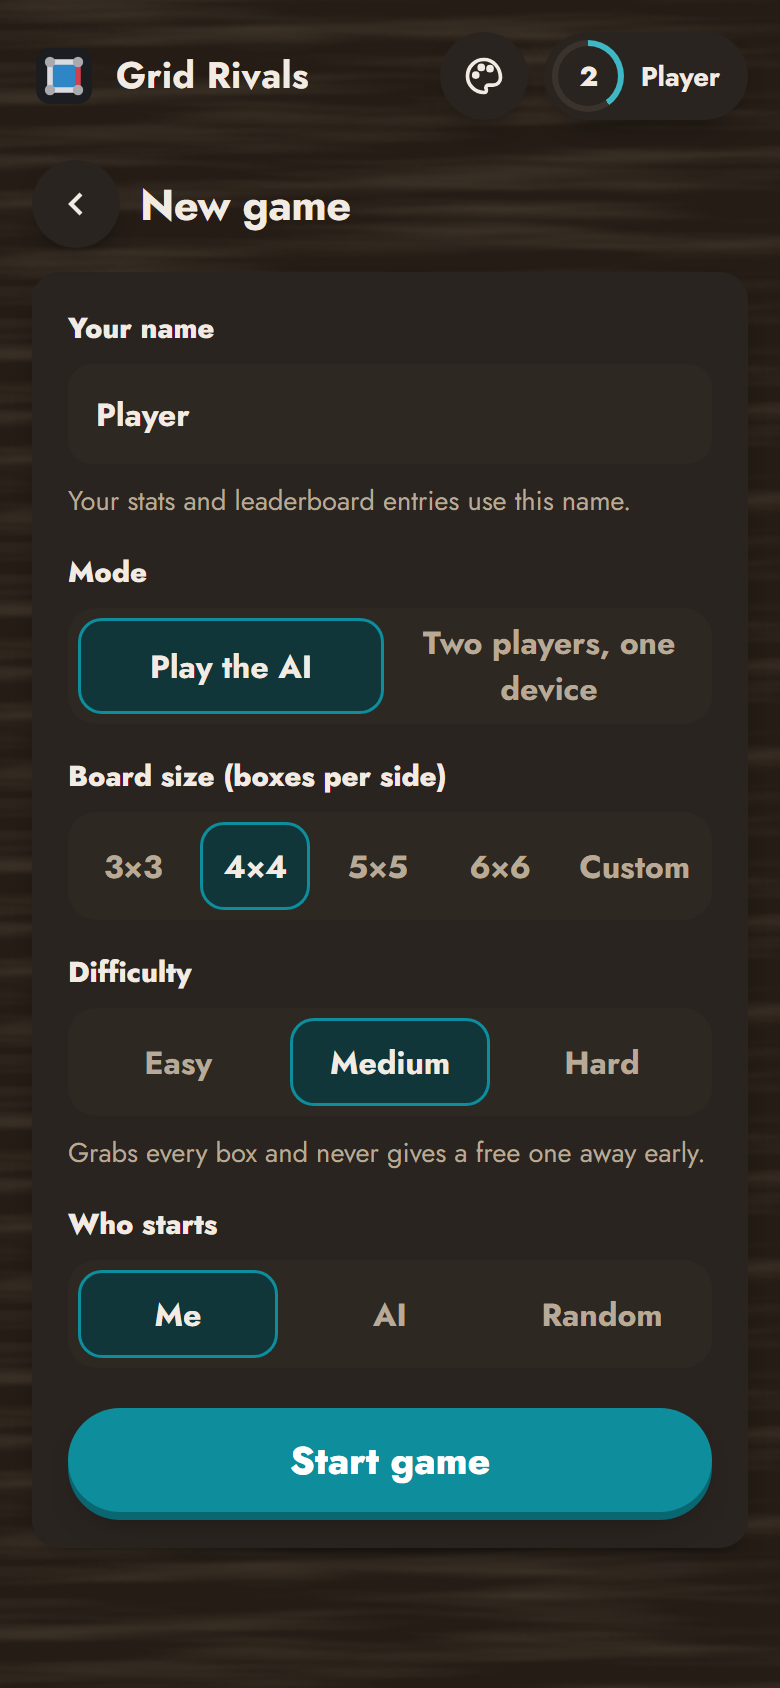 Grid Rivals
2
Player
New game
Your name
Player
Your stats and leaderboard entries use this name.
Mode
Play the AI
Two players, one
device
Board size (boxes per side)
3×3
4×4
5×5
6×6
Custom
Difficulty
Easy
Medium
Hard
Grabs every box and never gives a free one away early.
Who starts
Me
AI
Random
Start game